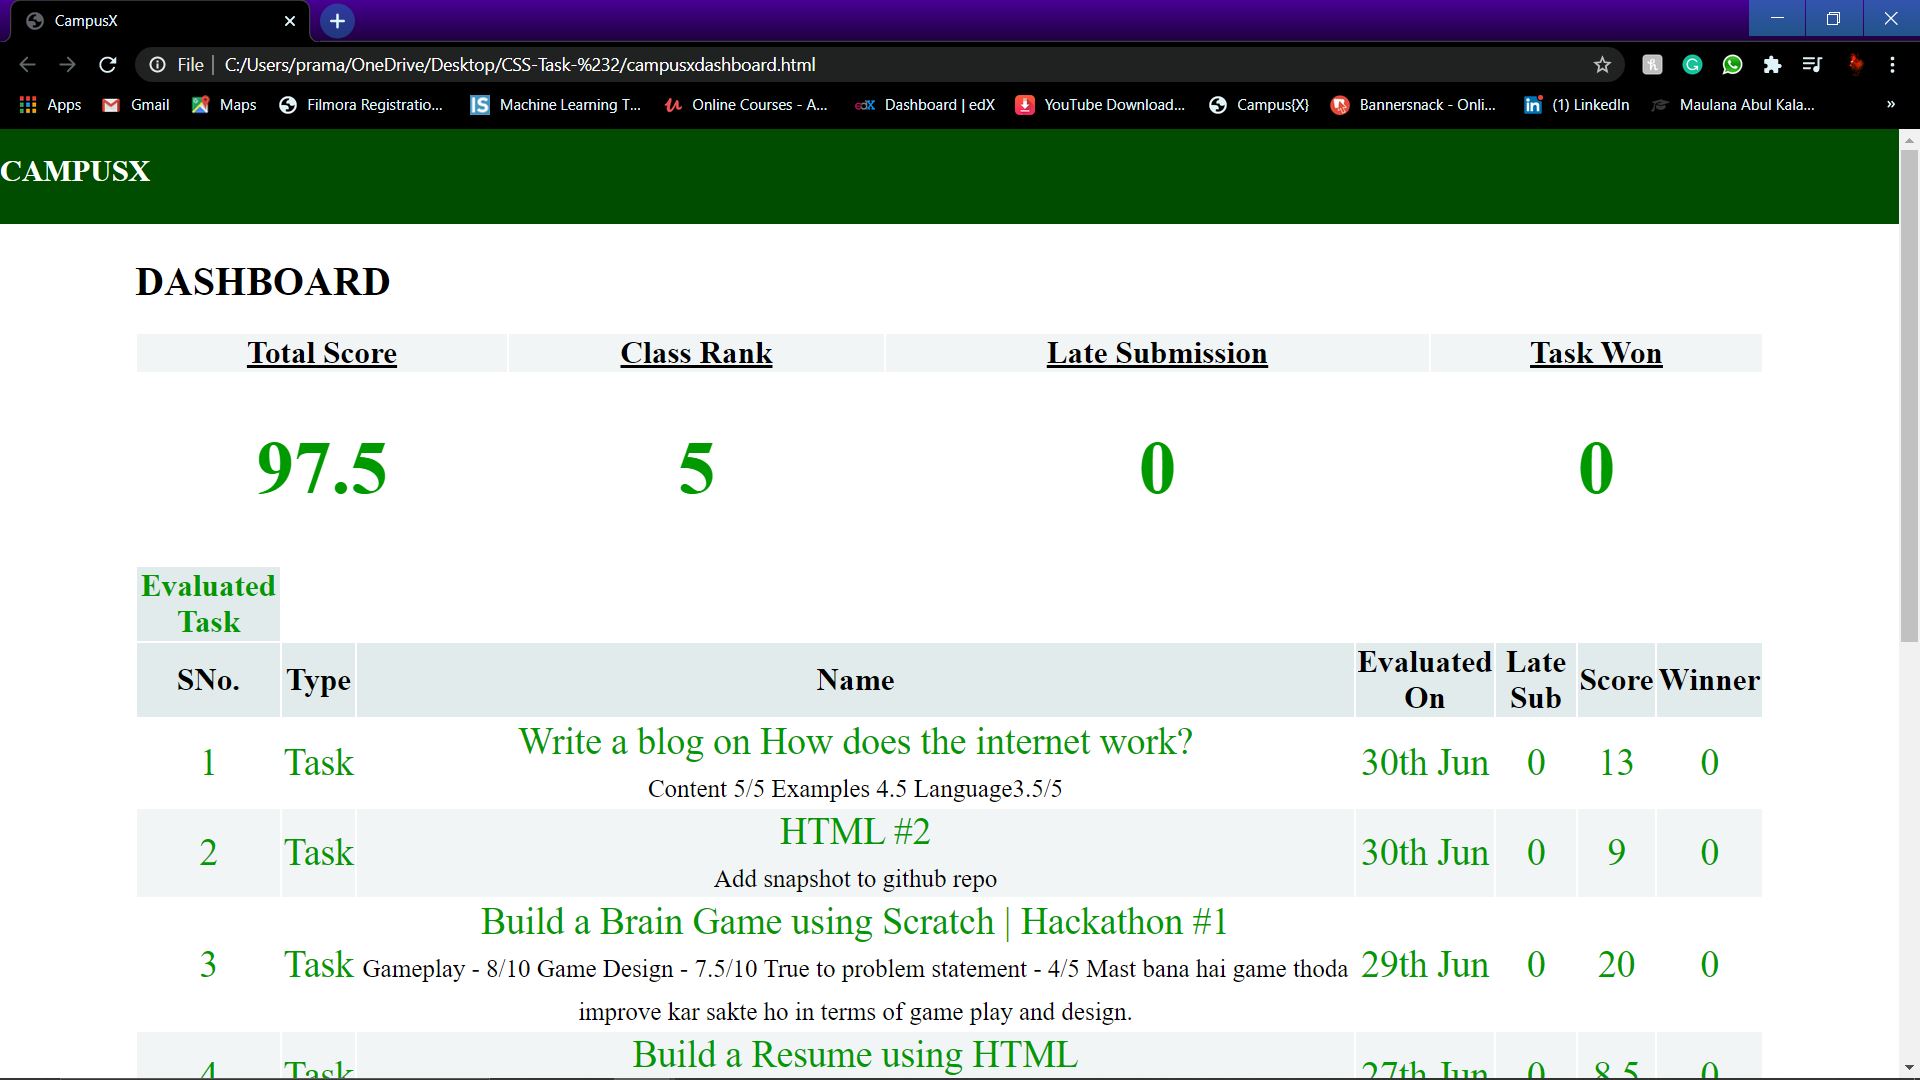 CampusX
File | C:/Users/prama/OneDrive/Desktop/CSS-Task-%232/campusxdashboard.html
Apps Gmail Maps Filmora Registratio... Machine Learning T... Online Courses - A... Dashboard | edX YouTube Download... Campus{X} Bannersnack - Onli... (1) LinkedIn Maulana Abul Kala... »
CAMPUSX
DASHBOARD
Total Score Class Rank Late Submission Task Won
97.5 5 0 0
Evaluated
Task
SNo. Type Name Evaluated On Late Sub Score Winner
1 Task Write a blog on How does the internet work? 30th Jun 0 13 0
Content 5/5 Examples 4.5 Language3.5/5
2 Task HTML #2 30th Jun 0 9 0
Add snapshot to github repo
Build a Brain Game using Scratch | Hackathon #1
3 Task Gameplay - 8/10 Game Design - 7.5/10 True to problem statement - 4/5 Mast bana hai game thoda 29th Jun 0 20 0
improve kar sakte ho in terms of game play and design.
Build a Resume using HTML
4 Task 27th Jun 0 8.5 0